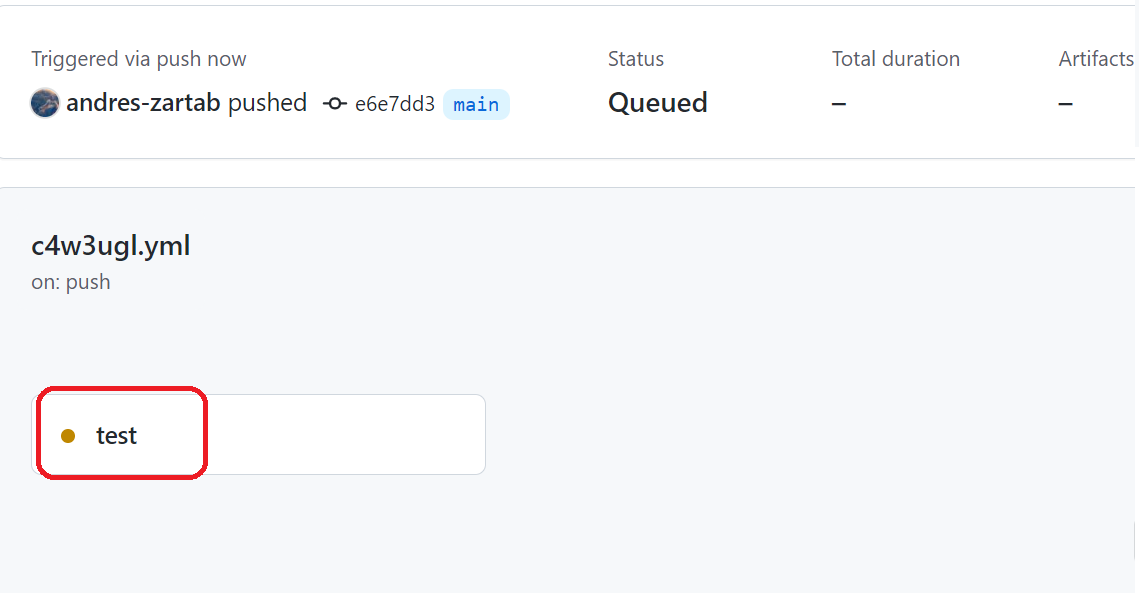 Triggered via push now
andres-zartab pushed e6e7dd3 main
Status
Queued
Total duration
–
Artifacts
–
c4w3ugl.yml
on: push
test